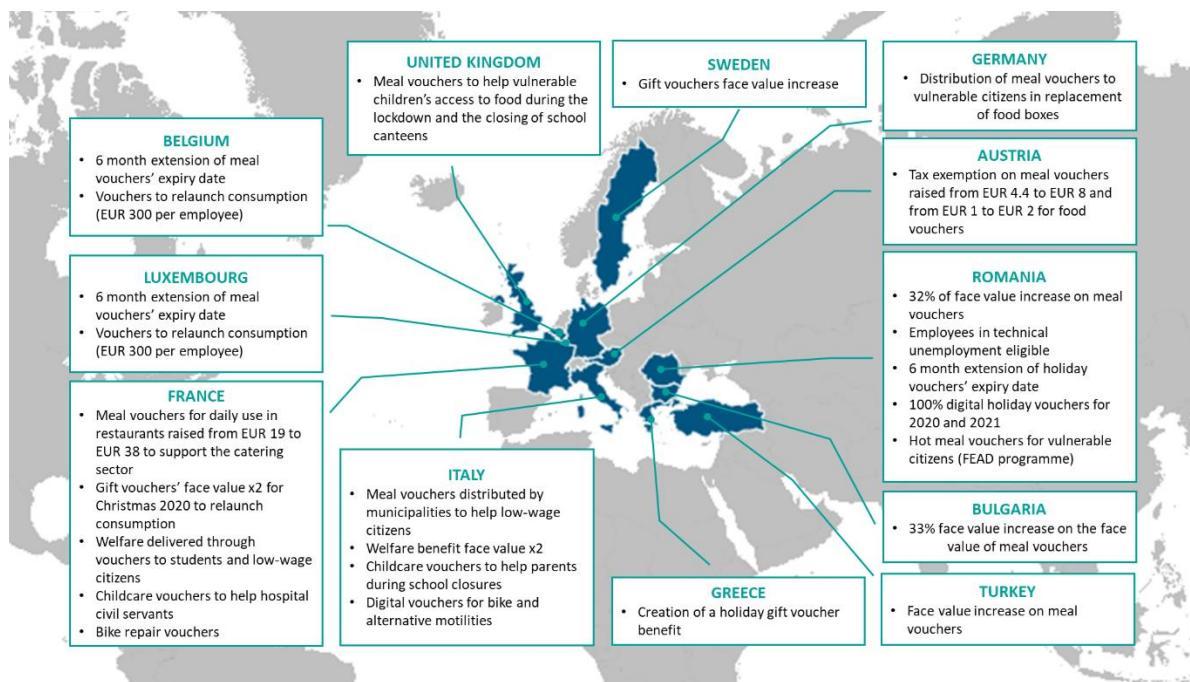 UNITED KINGDOM
• Meal vouchers to help vulnerable
children's access to food during the
lockdown and the closing of school
canteens
SWEDEN
• Gift vouchers face value increase
GERMANY
• Distribution of meal vouchers to
vulnerable citizens in replacement
of food boxes
BELGIUM
• 6 month extension of meal
vouchers' expiry date
• Vouchers to relaunch consumption
(EUR 300 per employee)
AUSTRIA
• Tax exemption on meal vouchers
raised from EUR 4.4 to EUR 8 and
from EUR 1 to EUR 2 for food
vouchers
LUXEMBOURG
• 6 month extension of meal
vouchers' expiry date
• Vouchers to relaunch consumption
(EUR 300 per employee)
ROMANIA
• 32% of face value increase on meal
vouchers
• Employees in technical
unemployment eligible
• 6 month extension of holiday
vouchers' expiry date
• 100% digital holiday vouchers for
2020 and 2021
• Hot meal vouchers for vulnerable
citizens (FEAD programme)
FRANCE
• Meal vouchers for daily use in
restaurants raised from EUR 19 to
EUR 38 to support the catering
sector
• Gift vouchers' face value x2 for
Christmas 2020 to relaunch
consumption
• Welfare delivered through
vouchers to students and low-wage
citizens
• Childcare vouchers to help hospital
civil servants
• Bike repair vouchers
ITALY
• Meal vouchers distributed by
municipalities to help low-wage
citizens
• Welfare benefit face value x2
• Childcare vouchers to help parents
during school closures
• Digital vouchers for bike and
alternative motilities
BULGARIA
• 33% face value increase on the face
value of meal vouchers
GREECE
• Creation of a holiday gift voucher
benefit
TURKEY
• Face value increase on meal
vouchers